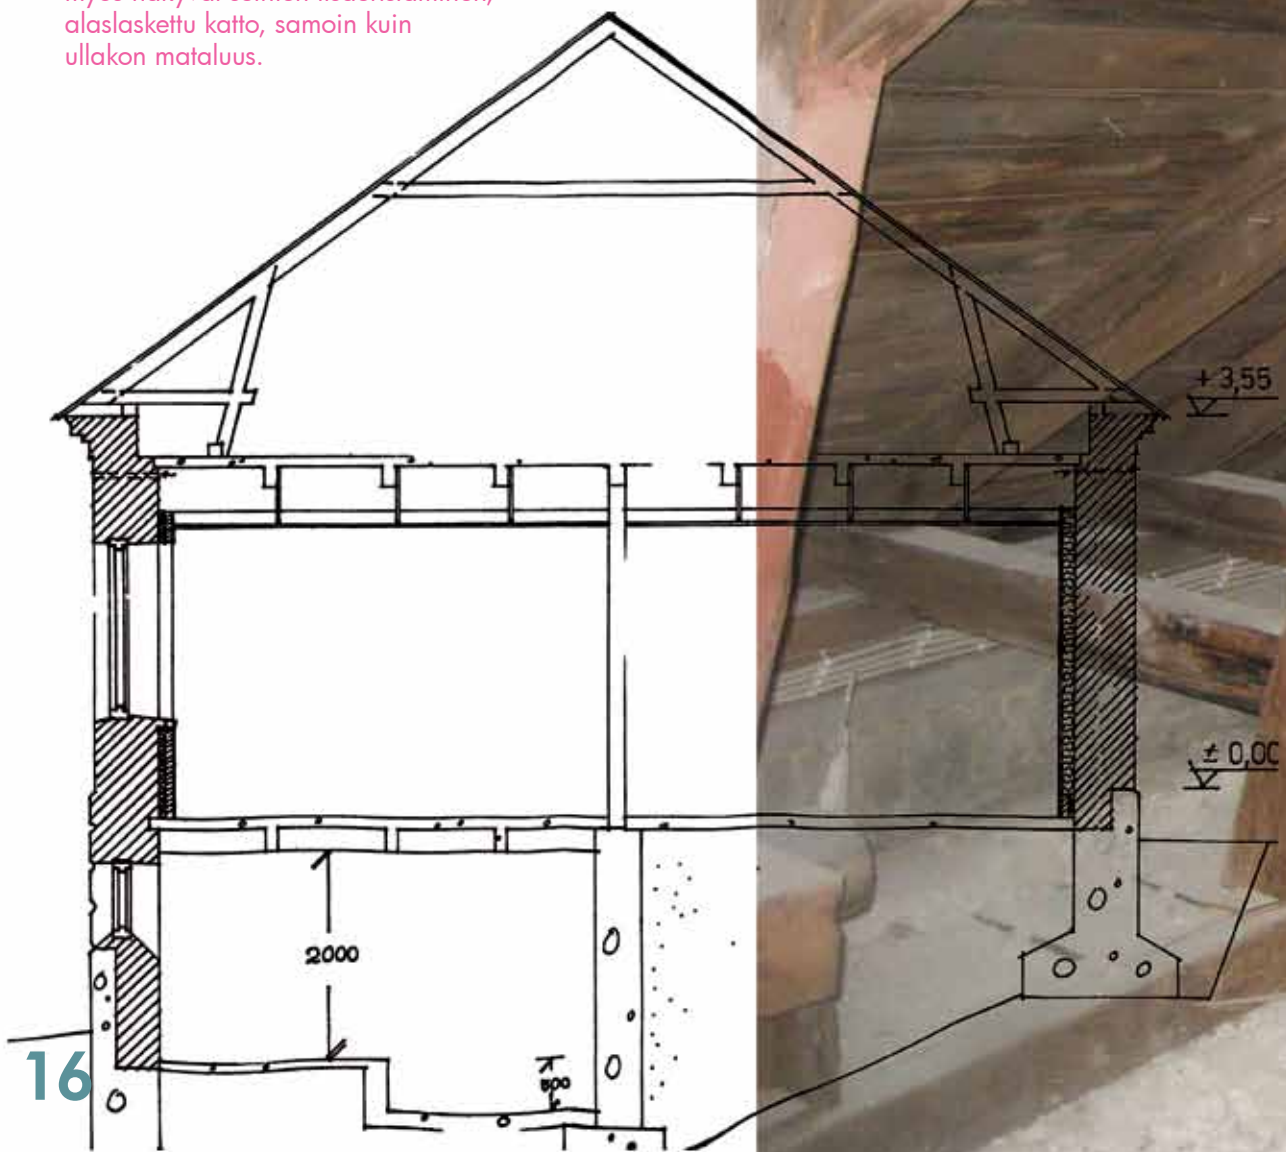 alaslaskettu katto, samoin kuin
ullakon mataluus.
+ 3,55
± 0,00
2000
500
16